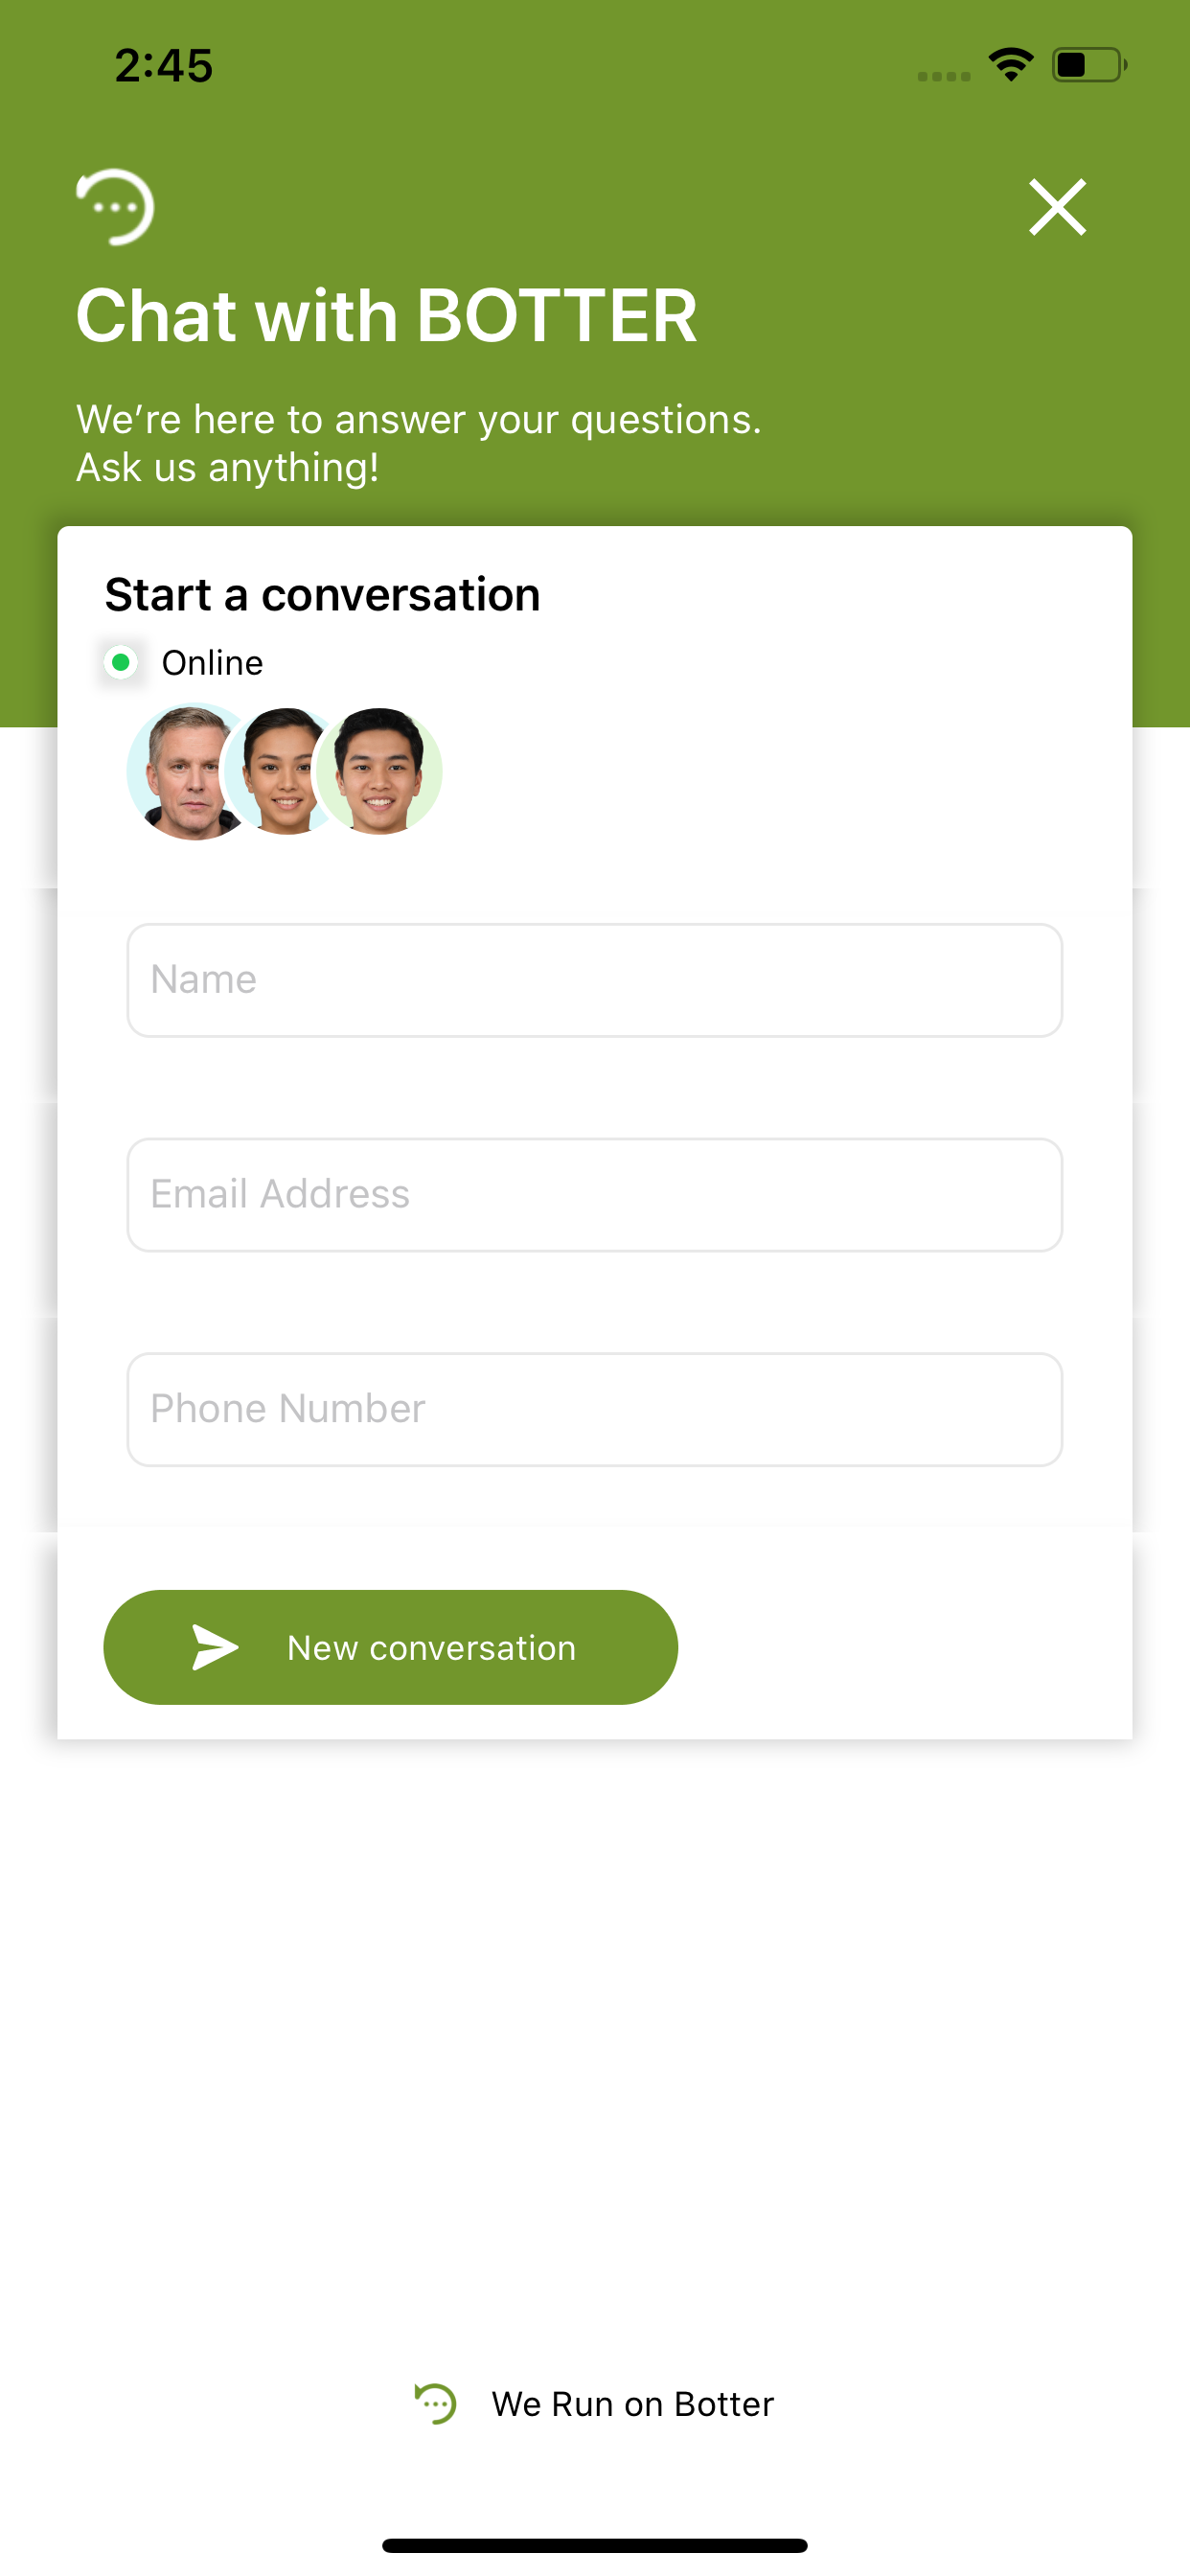 2:45
Chat with BOTTER
We’re here to answer your questions.
Ask us anything!
Start a conversation
Online
Name
Email Address
Phone Number
New conversation
We Run on Botter